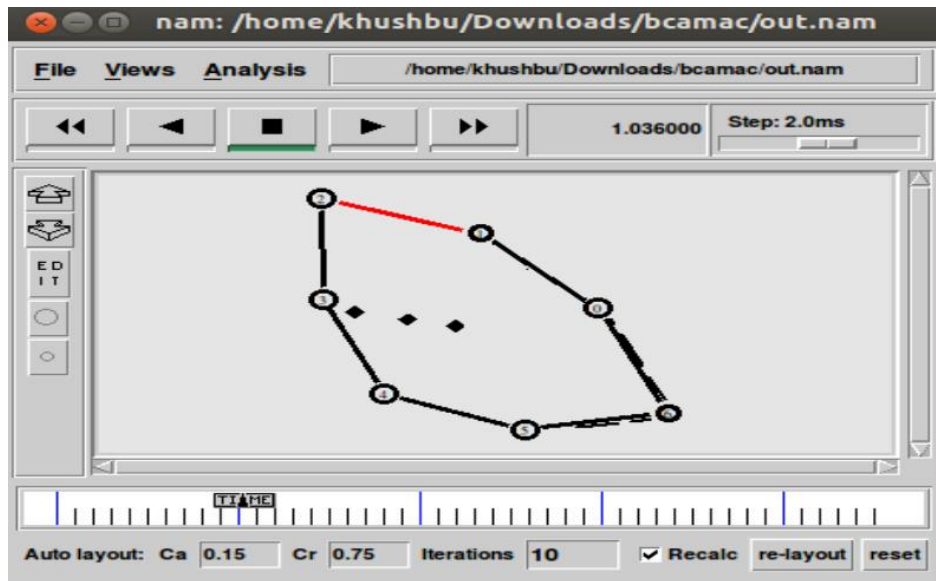 nam: /home/khushbu/Downloads/bcamac/out.nam
File Views Analysis /home/khushbu/Downloads/bcamac/out.nam
1.036000 Step: 2.0ms
E D
I T
2
1
0
3
4
5
6
TIME
Auto layout: Ca 0.15 Cr 0.75 Iterations 10 Recalc re-layout reset